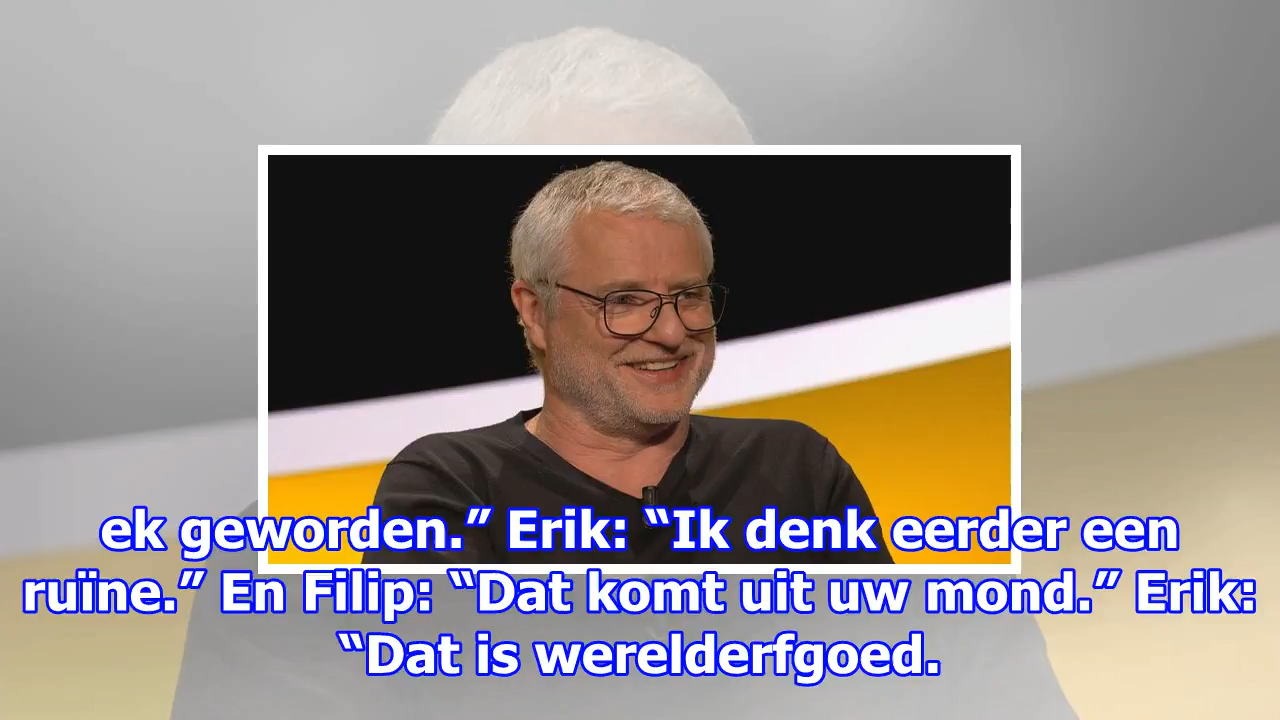 ek geworden.” Erik: “Ik denk eerder een
ruïne.” En Filip: “Dat komt uit uw mond.” Erik:
“Dat is werelderfgoed.